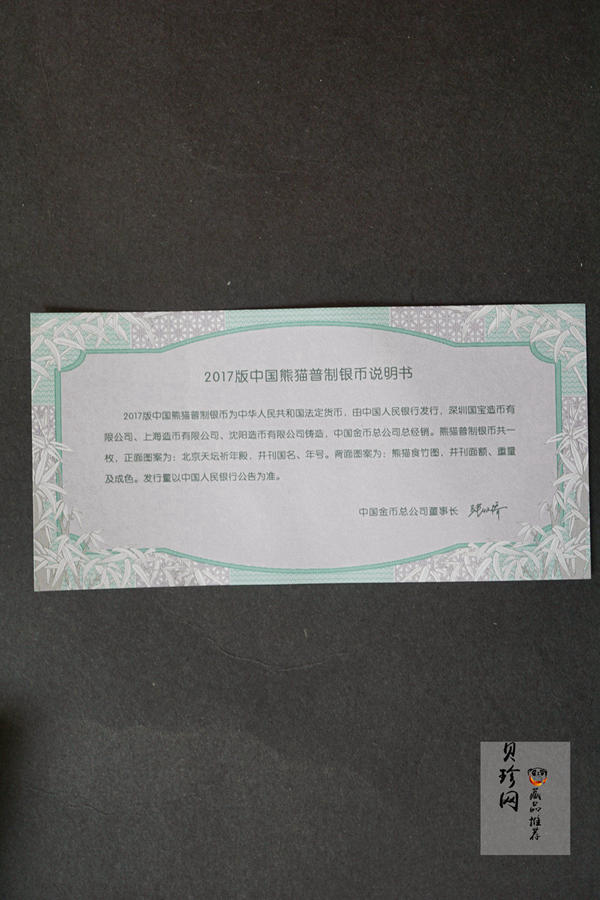 2017版中国熊猫普制银币说明书
2017版中国熊猫普制银币为中华人民共和国法定货币，由中国人民银行发行，深圳国宝造币有
限公司、上海造币有限公司、沈阳造币有限公司铸造，中国金币总公司总经销。熊猫普制银币共一
枚，正面图案为：北京天坛祈年殿，并刊国名、年号。背面图案为：熊猫食竹图，并刊面额、重量
及成色。发行量以中国人民银行公告为准。
中国金币总公司董事长
贝珍网
藏品推荐